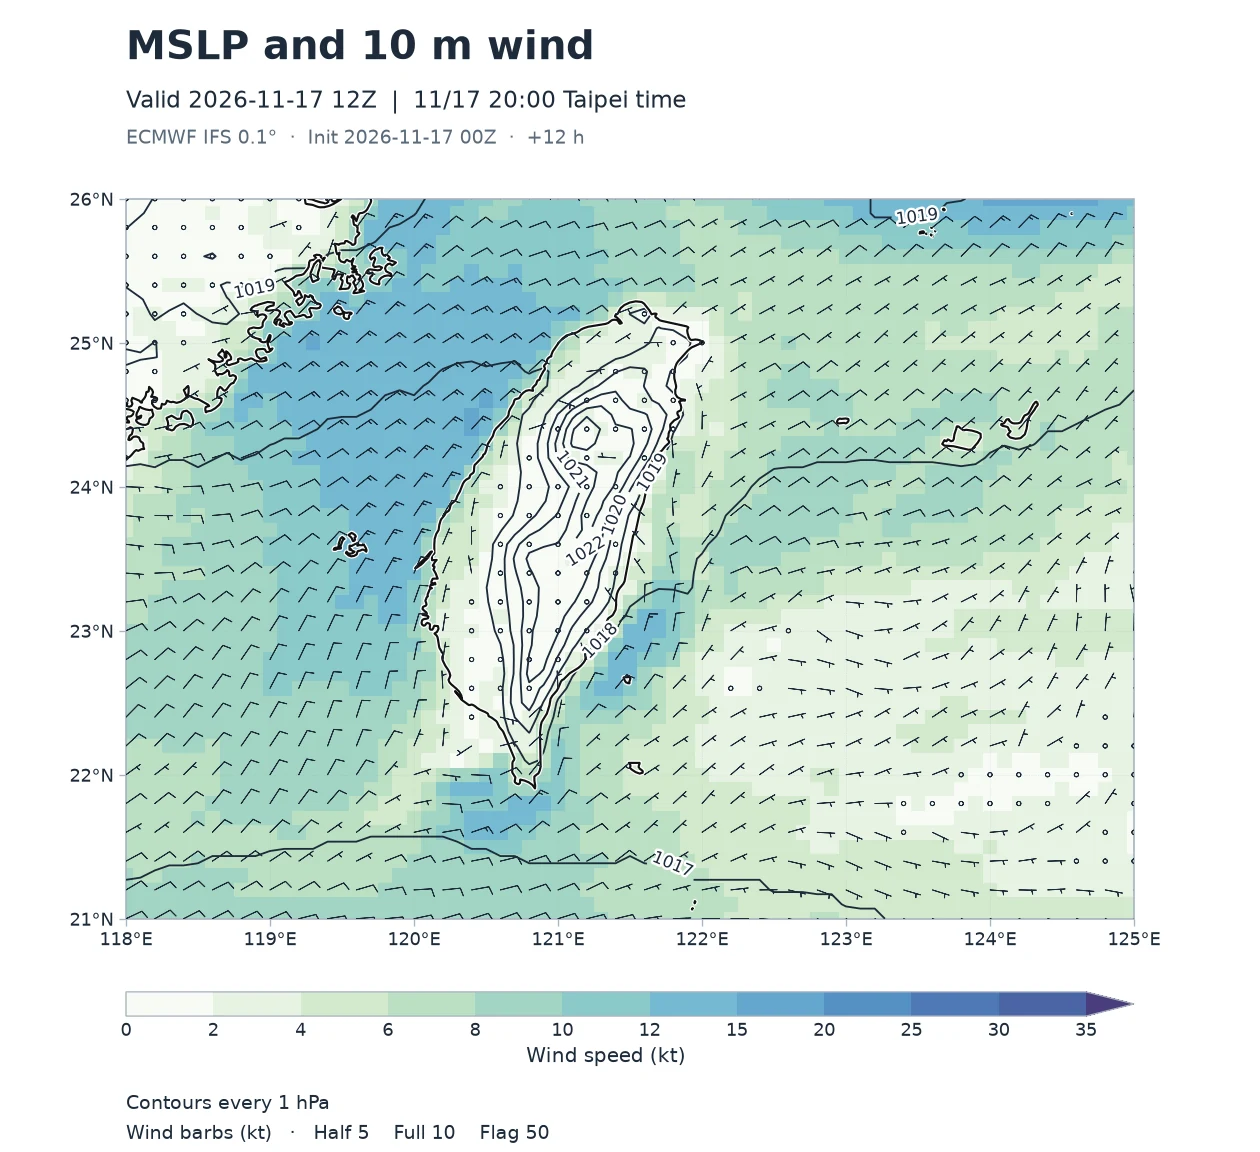 MSLP and 10 m wind
Valid 2026-11-17 12Z | 11/17 20:00 Taipei time
ECMWF IFS 0.1° · Init 2026-11-17 00Z · +12 h
26°N
1019
1019
25°N
24°N
1021
1019
1020
1022
23°N
1018
22°N
1017
21°N
118°E 119°E 120°E 121°E 122°E 123°E 124°E 125°E
0 2 4 6 8 10 12 15 20 25 30 35
Wind speed (kt)
Contours every 1 hPa
Wind barbs (kt) · Half 5 Full 10 Flag 50